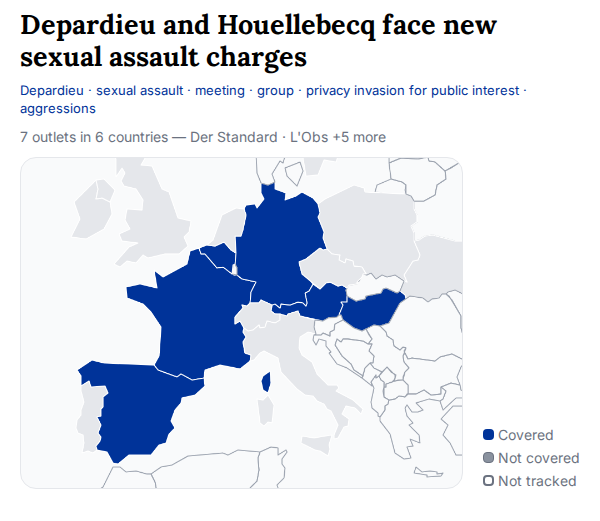 Depardieu and Houellebecq face new
sexual assault charges
Depardieu · sexual assault · meeting · group · privacy invasion for public interest ·
aggressions
7 outlets in 6 countries — Der Standard · L'Obs +5 more
Covered
Not covered
Not tracked